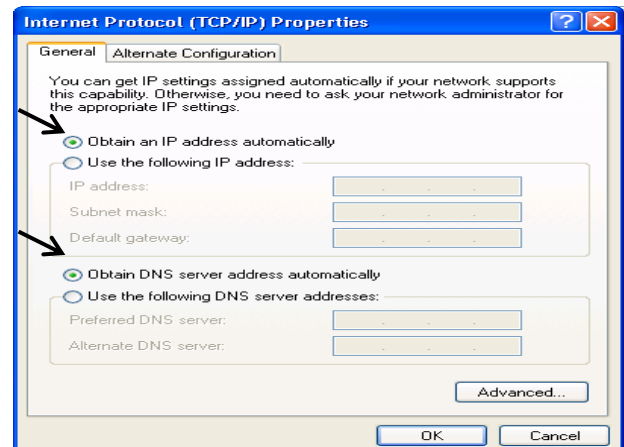 Internet Protocol (TCP/IP) Properties
General
Alternate Configuration
You can get IP settings assigned automatically if your network supports
this capability. Otherwise, you need to ask your network administrator for
the appropriate IP settings.
Obtain an IP address automatically
Use the following IP address:
IP address:
Subnet mask:
Default gateway:
Obtain DNS server address automatically
Use the following DNS server addresses:
Preferred DNS server:
Alternate DNS server:
Advanced...
OK
Cancel